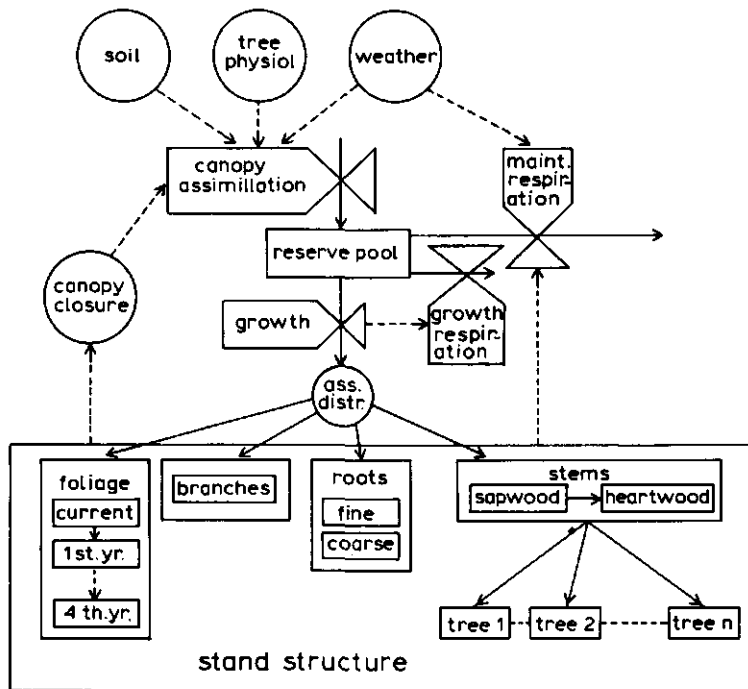 soil
tree
physiol
weather
canopy
assimillation
maint.
respir-
ation
reserve pool
canopy
closure
growth
growth
respir-
ation
ass.
distr.
foliage
current
1st.yr.
4 th.yr.
branches
roots
fine
coarse
stems
sapwood
heartwood
tree 1
tree 2
tree n
stand structure